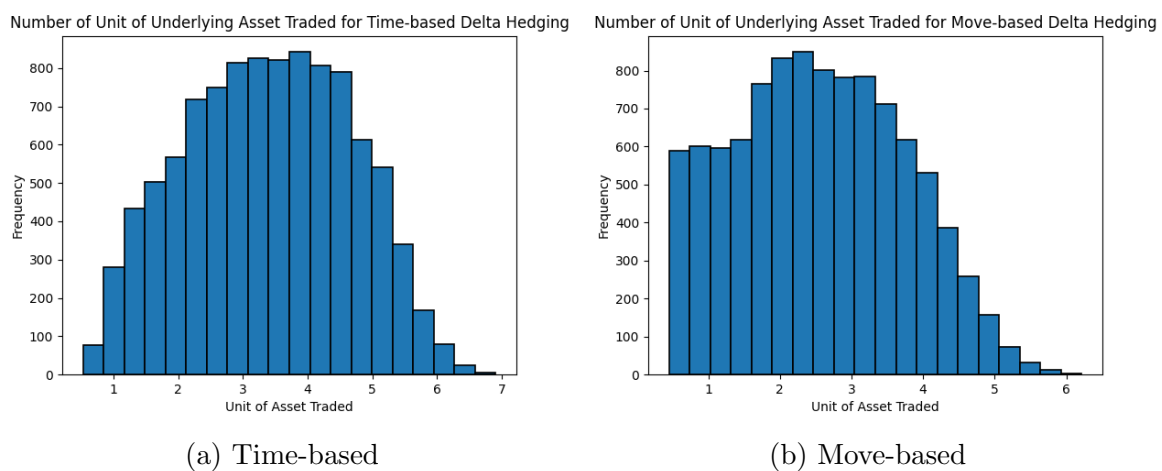 Number of Unit of Underlying Asset Traded for Time-based Delta Hedging
800
700
600
500
400
300
200
100
0
Frequency
1 2 3 4 5 6 7
Unit of Asset Traded
(a) Time-based
Number of Unit of Underlying Asset Traded for Move-based Delta Hedging
800
700
600
500
400
300
200
100
0
Frequency
1 2 3 4 5 6
Unit of Asset Traded
(b) Move-based